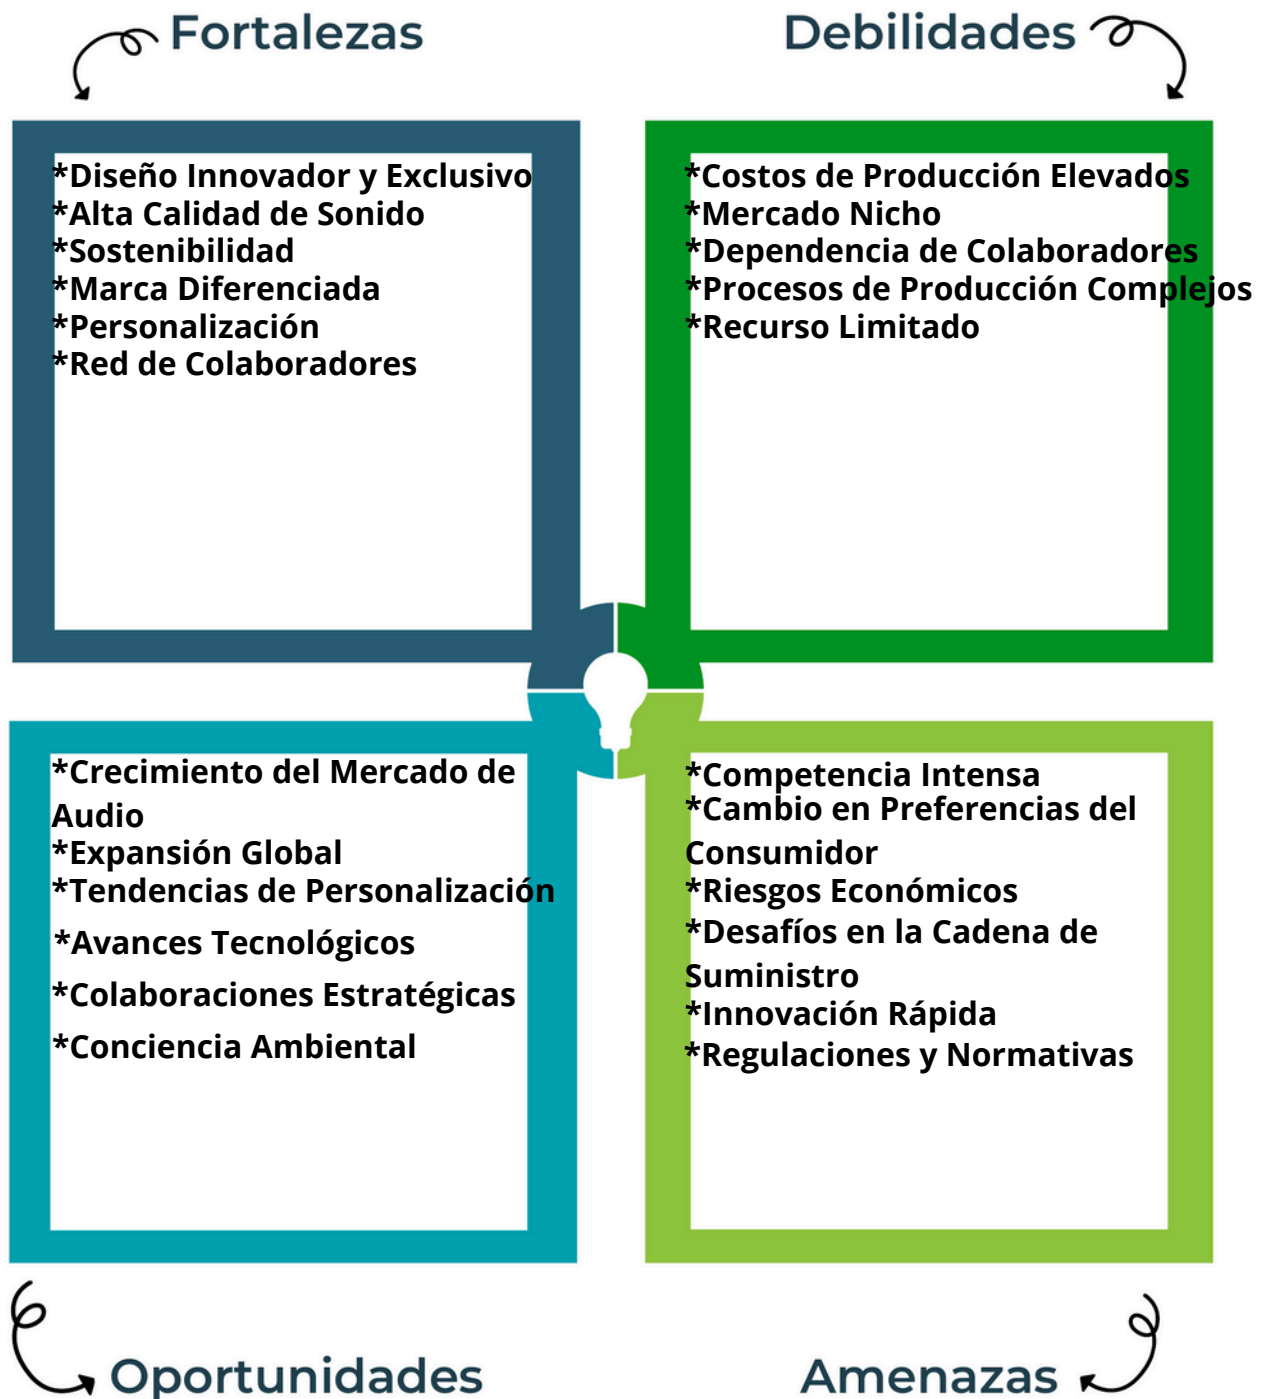 Fortalezas
*Diseño Innovador y Exclusivo
*Alta Calidad de Sonido
*Sostenibilidad
*Marca Diferenciada
*Personalización
*Red de Colaboradores
Debilidades
*Costos de Producción Elevados
*Mercado Nicho
*Dependencia de Colaboradores
*Procesos de Producción Complejos
*Recurso Limitado
*Crecimiento del Mercado de
Audio
*Expansión Global
*Tendencias de Personalización
*Avances Tecnológicos
*Colaboraciones Estratégicas
*Conciencia Ambiental
Oportunidades
*Competencia Intensa
*Cambio en Preferencias del
Consumidor
*Riesgos Económicos
*Desafíos en la Cadena de
Suministro
*Innovación Rápida
*Regulaciones y Normativas
Amenazas